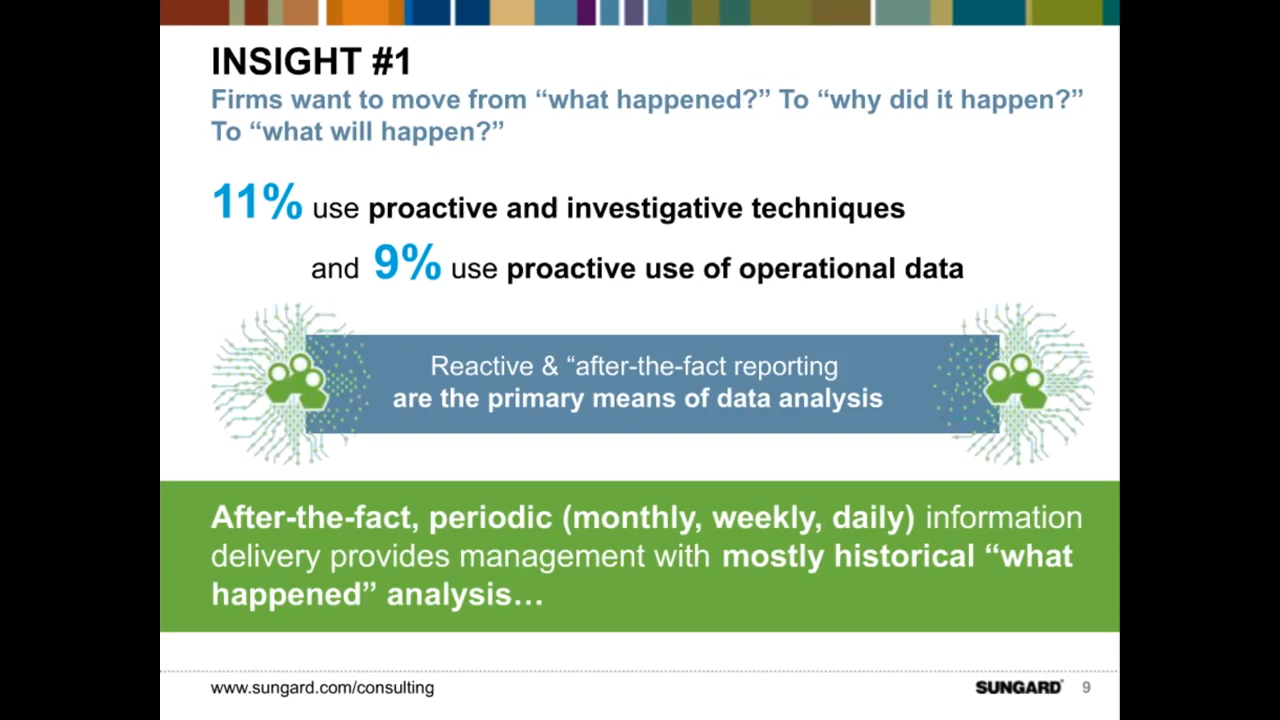 INSIGHT #1
Firms want to move from “what happened?” To “why did it happen?”
To “what will happen?”
11% use proactive and investigative techniques
and 9% use proactive use of operational data
Reactive & “after-the-fact reporting
are the primary means of data analysis
After-the-fact, periodic (monthly, weekly, daily) information
delivery provides management with mostly historical “what
happened” analysis…
www.sungard.com/consulting
SUNGARD® 9